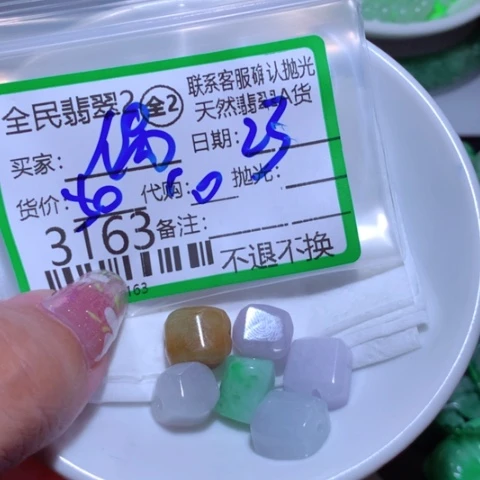 全民翡翠2 全2 联系客服确认抛光
天然翡翠A货
买家： 日期：23
货价： 代购： 抛光：
3163 备注：
163 不退不换